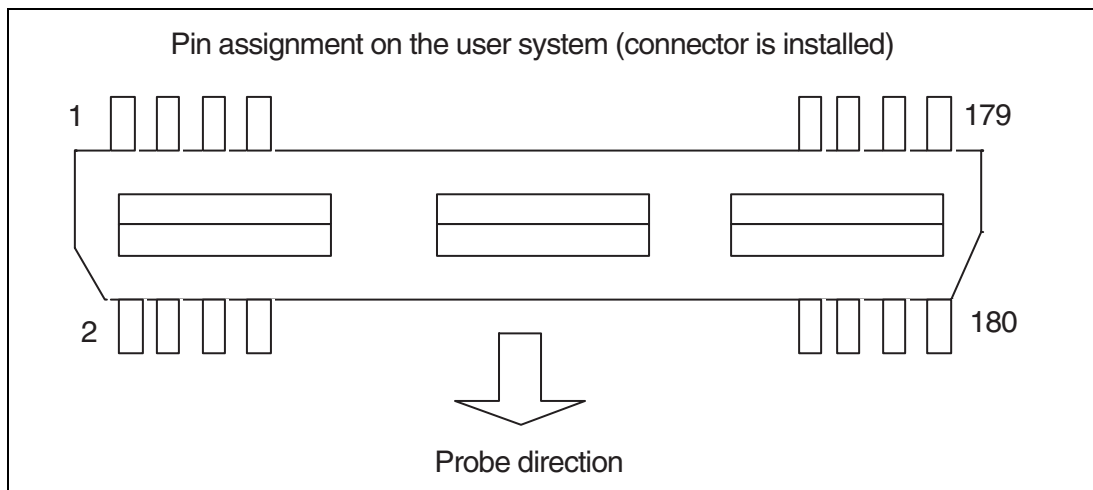 Pin assignment on the user system (connector is installed)
1
179
2
180
Probe direction